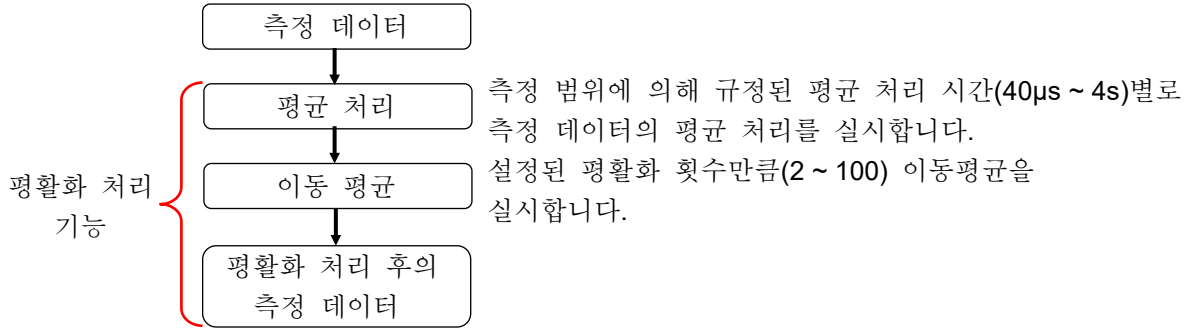 측정 데이터
평균 처리
측정 범위에 의해 규정된 평균 처리 시간(40µs ~ 4s)별로
측정 데이터의 평균 처리를 실시합니다.
평활화 처리
기능
이동 평균
설정된 평활화 횟수만큼(2 ~ 100) 이동평균을
실시합니다.
평활화 처리 후의
측정 데이터